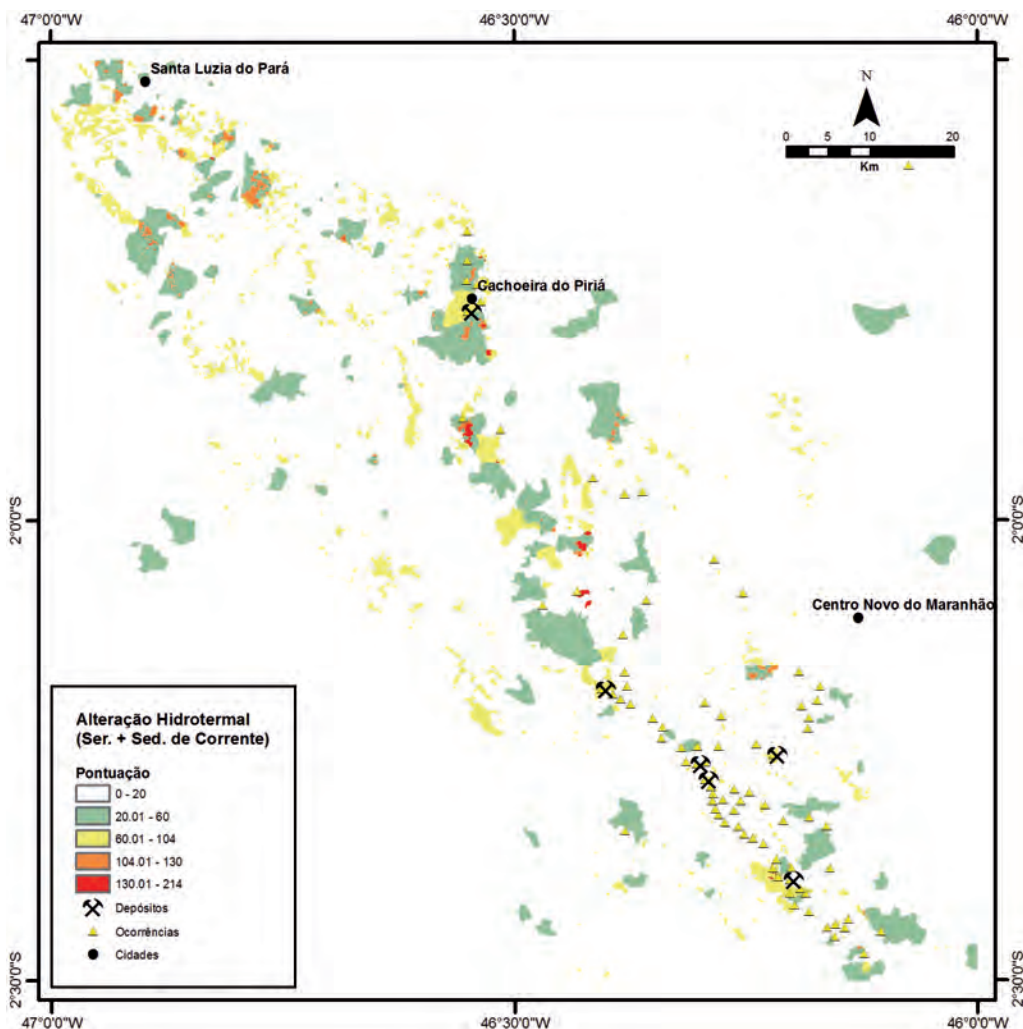 47°0'0"W
46°30'0"W
46°0'0"W
Santa Luzia do Pará
N
0 5 10 20
Km
Cachoeira do Piriá
2°0'0"S
2°0'0"S
Centro Novo do Maranhão
Alteração Hidrotermal
(Ser. + Sed. de Corrente)
Pontuação
0 - 20
20.01 - 60
60.01 - 104
104.01 - 130
130.01 - 214
Depósitos
Ocorrências
Cidades
2°30'0"S
2°30'0"S
47°0'0"W
46°30'0"W
46°0'0"W